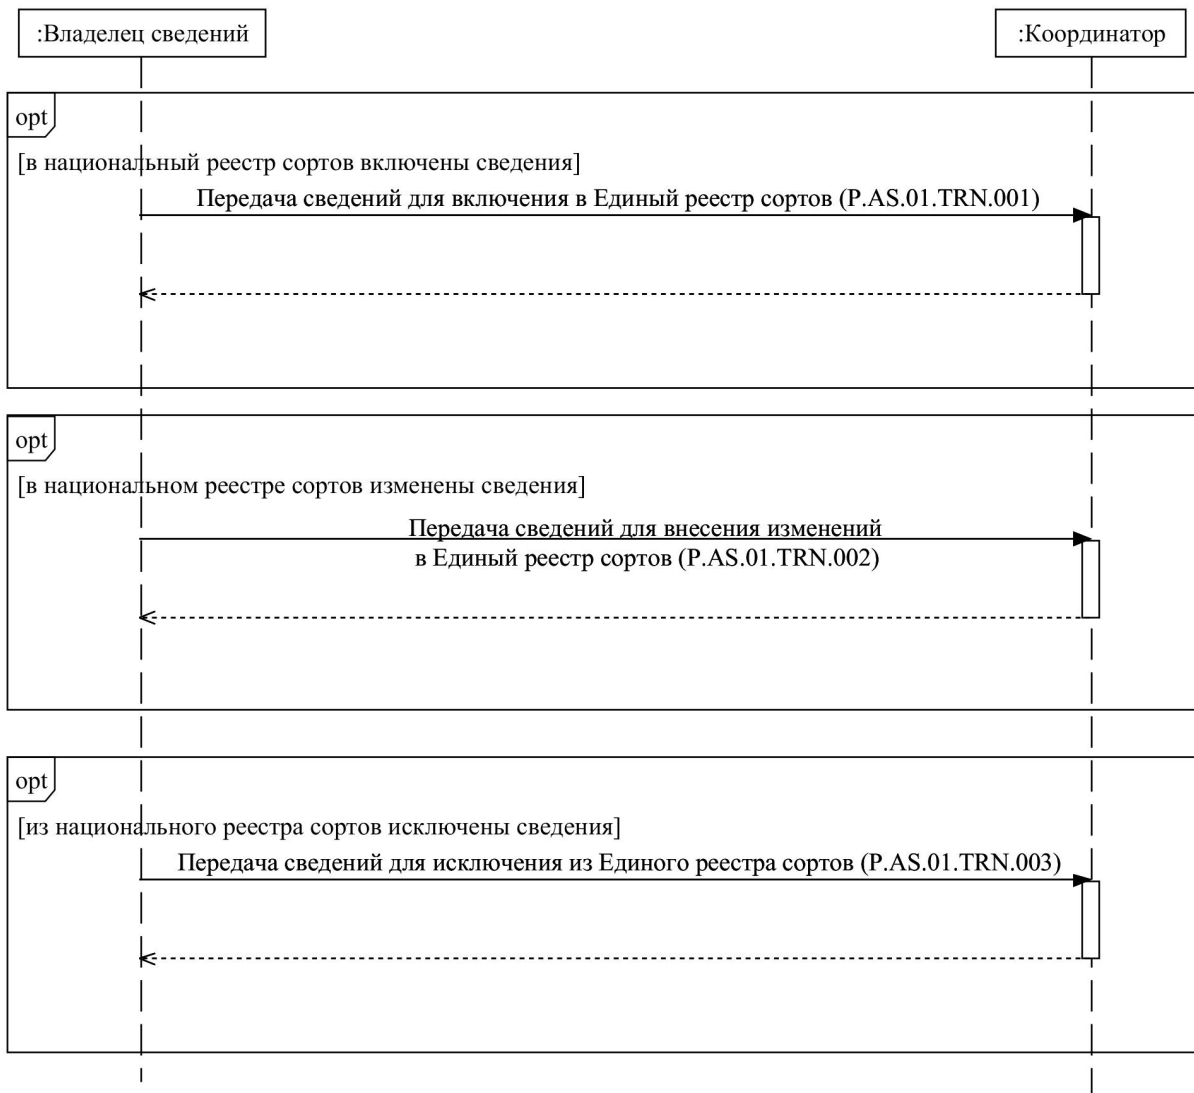 :Владелец сведений
:Координатор
opt
[в национальный реестр сортов включены сведения]
Передача сведений для включения в Единый реестр сортов (P.AS.01.TRN.001)
opt
[в национальном реестре сортов изменены сведения]
Передача сведений для внесения изменений
в Единый реестр сортов (P.AS.01.TRN.002)
opt
[из национального реестра сортов исключены сведения]
Передача сведений для исключения из Единого реестра сортов (P.AS.01.TRN.003)